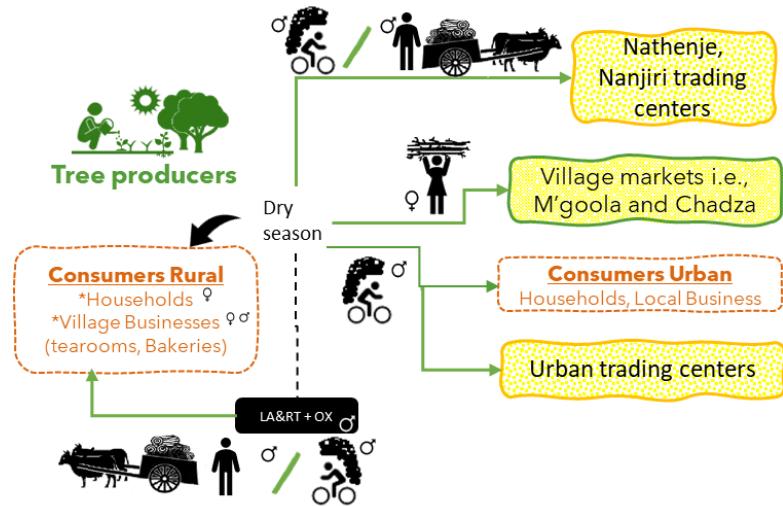 Nathenje,
Nanjiri trading
centers
Tree producers
Village markets i.e.,
M'goola and Chadza
Dry
season
Consumers Rural
*Households ♀
*Village Businesses ♀ ♂
(tearooms, Bakeries)
Consumers Urban
Households, Local Business
Urban trading centers
LA&RT + OX